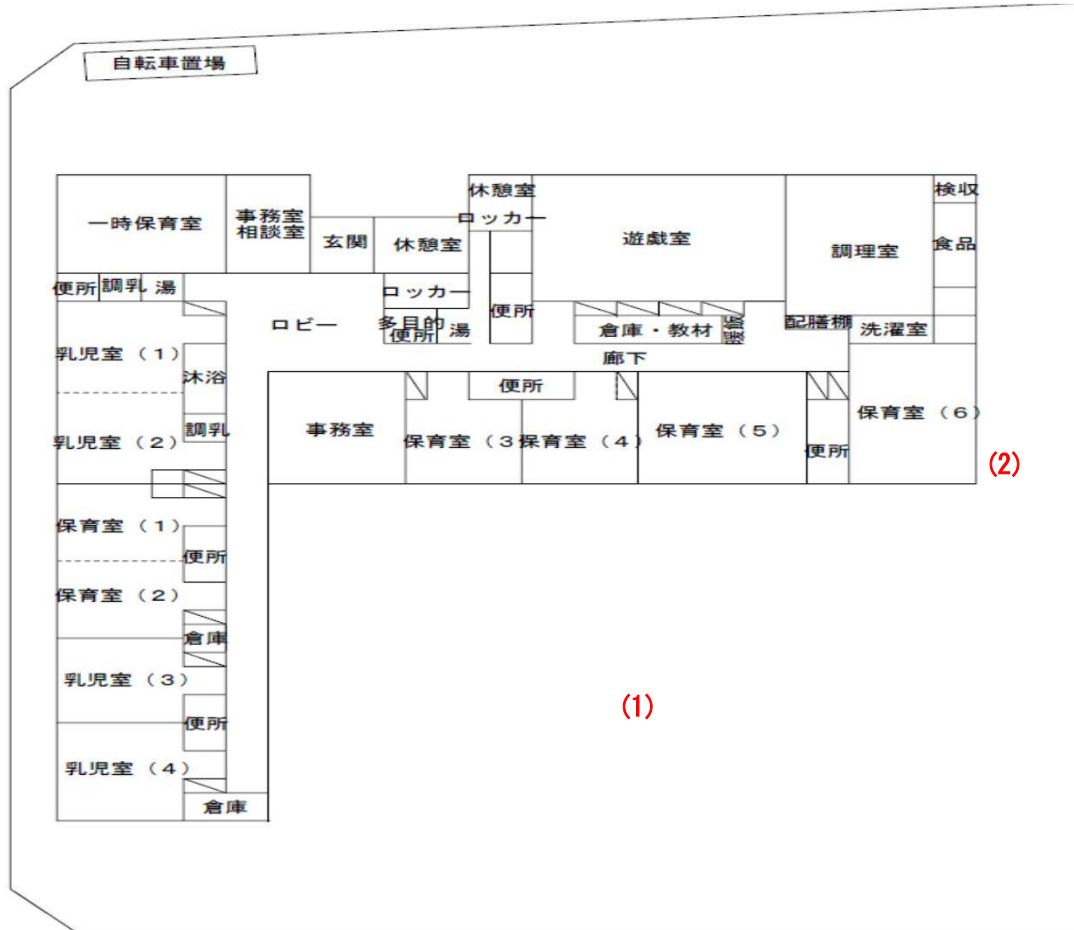 自転車置場
休憩室
検収
一時保育室
事務室
相談室
ロッカー
玄関
休憩室
遊戯室
調理室
食品
便所
調乳
湯
ロッカー
便所
ロビー
多目的
便所
湯
倉庫・教材
配膳棚
洗濯室
乳児室（1）
廊下
沐浴
便所
乳児室（2）
調乳
事務室
保育室（3
保育室（4）
保育室（5）
便所
保育室（6）
(2)
保育室（1）
便所
保育室（2）
倉庫
乳児室（3）
(1)
便所
乳児室（4）
倉庫